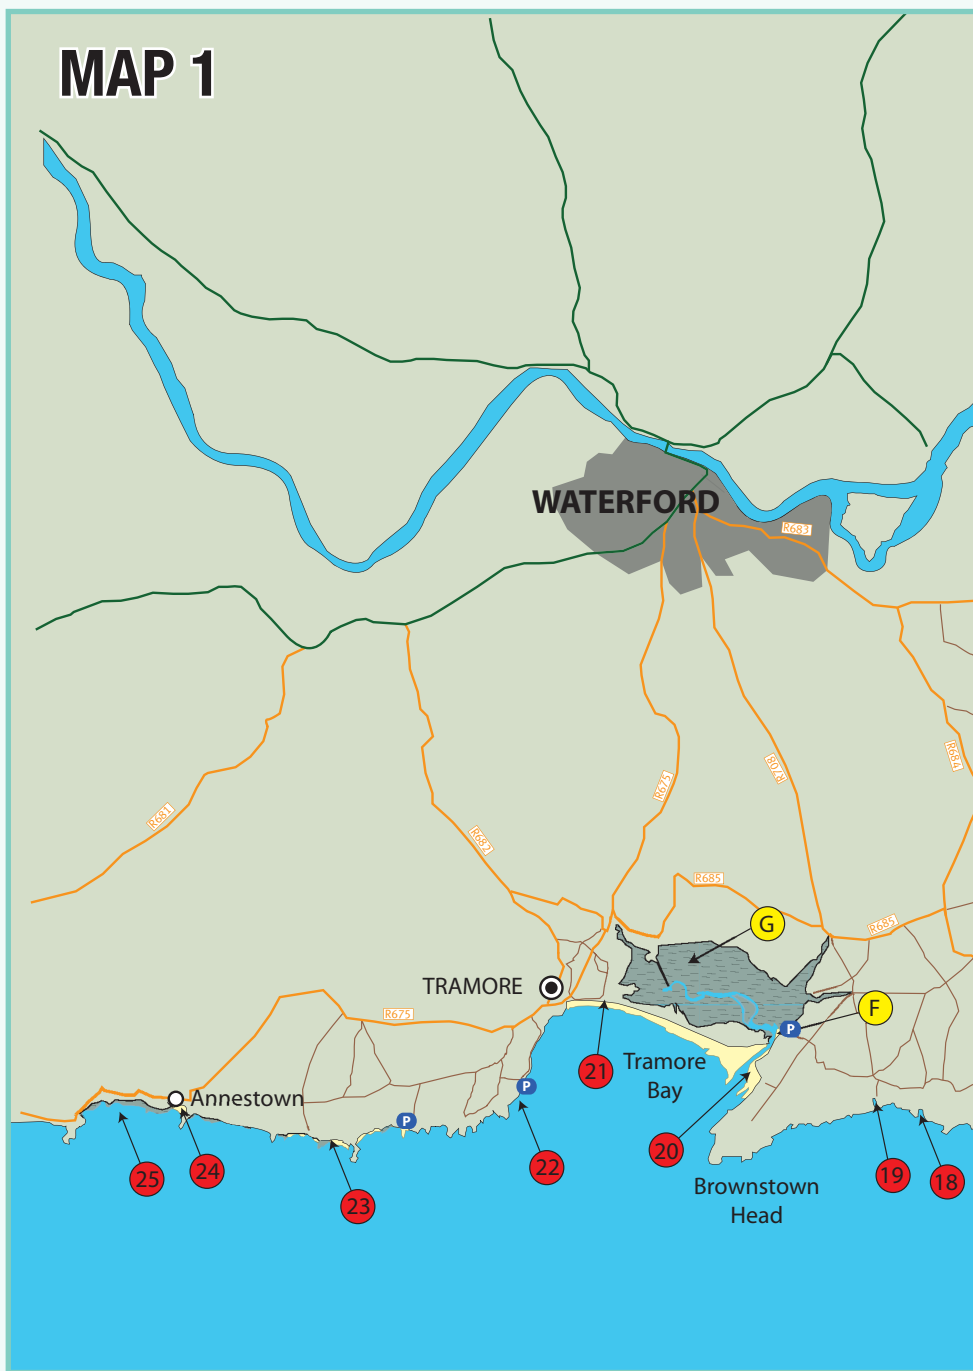 MAP 1
WATERFORD
R683
R684
R708
R675
R681
R682
R685
R685
G
TRAMORE
F
R675
P
21
Tramore
Bay
P
Annestown
P
20
22
24
25
19
18
23
Brownstown
Head